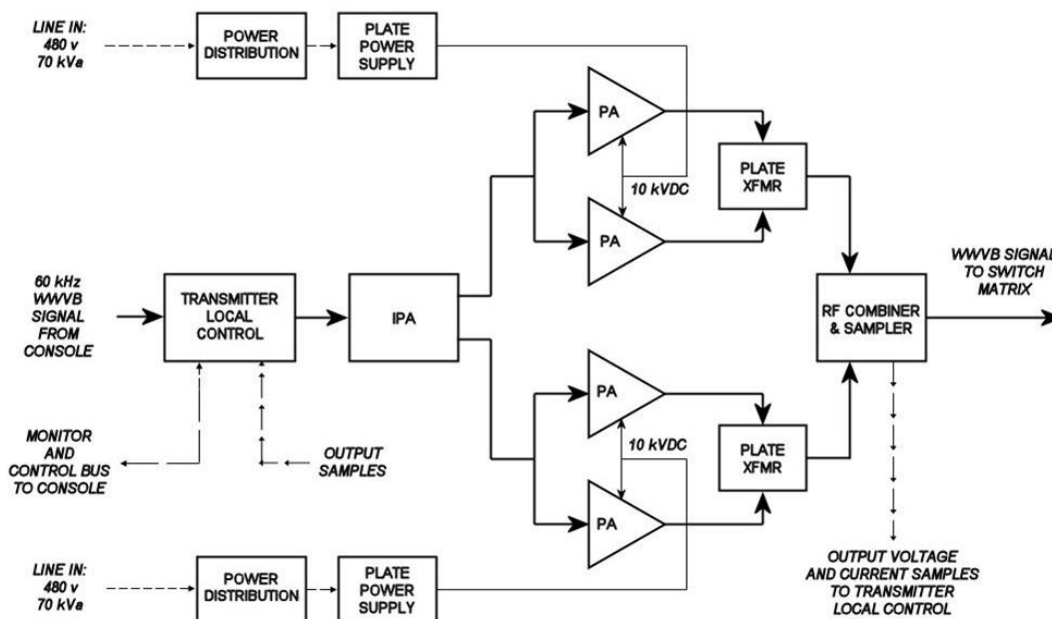 LINE IN:
480 v
70 kVa
POWER
DISTRIBUTION
PLATE
POWER
SUPPLY
PA
PLATE
XFMR
10 kVDC
PA
60 kHz
WWVB
SIGNAL
FROM
CONSOLE
TRANSMITTER
LOCAL
CONTROL
IPA
RF COMBINER
& SAMPLER
WWVB SIGNAL
TO SWITCH
MATRIX
MONITOR
AND
CONTROL BUS
TO CONSOLE
OUTPUT
SAMPLES
PA
10 kVDC
PLATE
XFMR
PA
LINE IN:
480 v
70 kVa
POWER
DISTRIBUTION
PLATE
POWER
SUPPLY
OUTPUT VOLTAGE
AND CURRENT SAMPLES
TO TRANSMITTER
LOCAL CONTROL